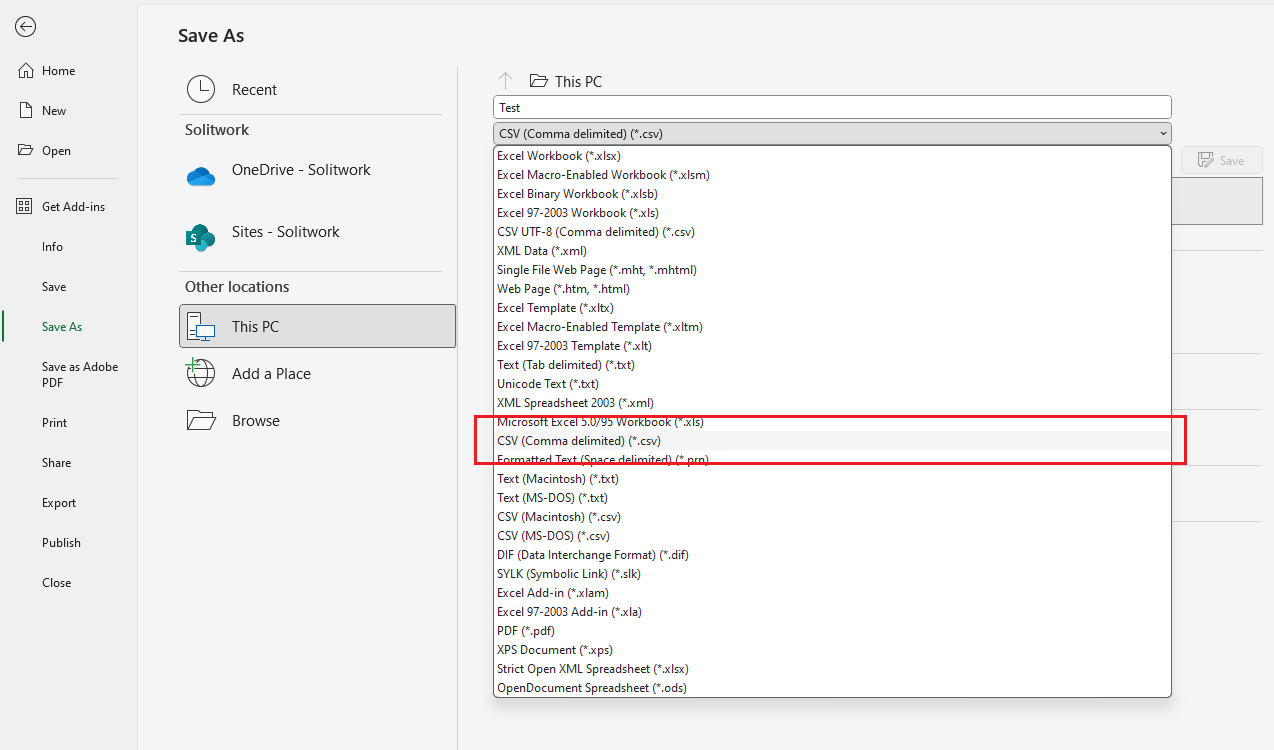 Home
New
Open
Get Add-ins
Info
Save
Save As
Save as Adobe
PDF
Print
Share
Export
Publish
Close
Save As
Recent
Solitwork
OneDrive - Solitwork
S
Sites - Solitwork
Other locations
This PC
Add a Place
Browse
This PC
Test
CSV (Comma delimited) (*.csv)
Save
Excel Workbook (*.xlsx)
Excel Macro-Enabled Workbook (*.xlsm)
Excel Binary Workbook (*.xlsb)
Excel 97-2003 Workbook (*.xls)
CSV UTF-8 (Comma delimited) (*.csv)
XML Data (*.xml)
Single File Web Page (*.mht, *.mhtml)
Web Page (*.htm, *.html)
Excel Template (*.xltx)
Excel Macro-Enabled Template (*.xltm)
Excel 97-2003 Template (*.xlt)
Text (Tab delimited) (*.txt)
Unicode Text (*.txt)
XML Spreadsheet 2003 (*.xml)
Microsoft Excel 5.0/95 Workbook (*.xls)
CSV (Comma delimited) (*.csv)
Formatted Text (Space delimited) (*.prn)
Text (Macintosh) (*.txt)
Text (MS-DOS) (*.txt)
CSV (Macintosh) (*.csv)
CSV (MS-DOS) (*.csv)
DIF (Data Interchange Format) (*.dif)
SYLK (Symbolic Link) (*.slk)
Excel Add-in (*.xlam)
Excel 97-2003 Add-in (*.xla)
PDF (*.pdf)
XPS Document (*.xps)
Strict Open XML Spreadsheet (*.xlsx)
OpenDocument Spreadsheet (*.ods)